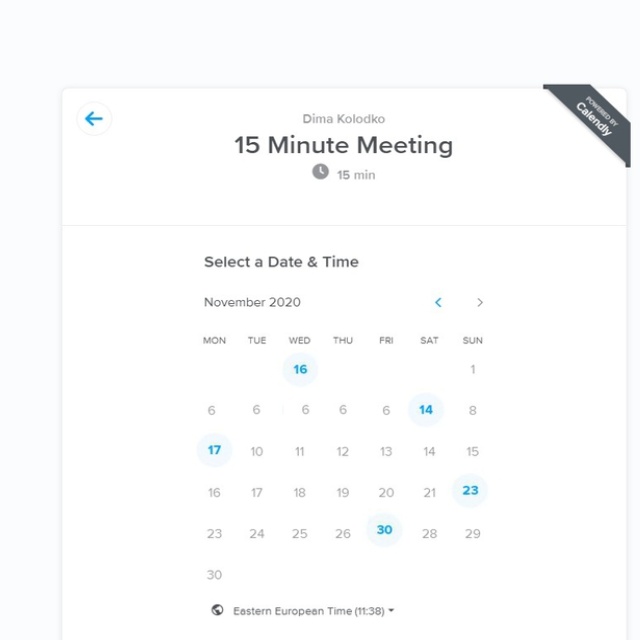 POWERED BY
Calendly
Dima Kolodko
15 Minute Meeting
15 min
Select a Date & Time
November 2020 < >
MON TUE WED THU FRI SAT SUN
16 1
6 6 6 6 6 14 8
17 10 11 12 13 14 15
16 17 18 19 20 21 23
23 24 25 26 30 28 29
30
Eastern European Time (11:38)